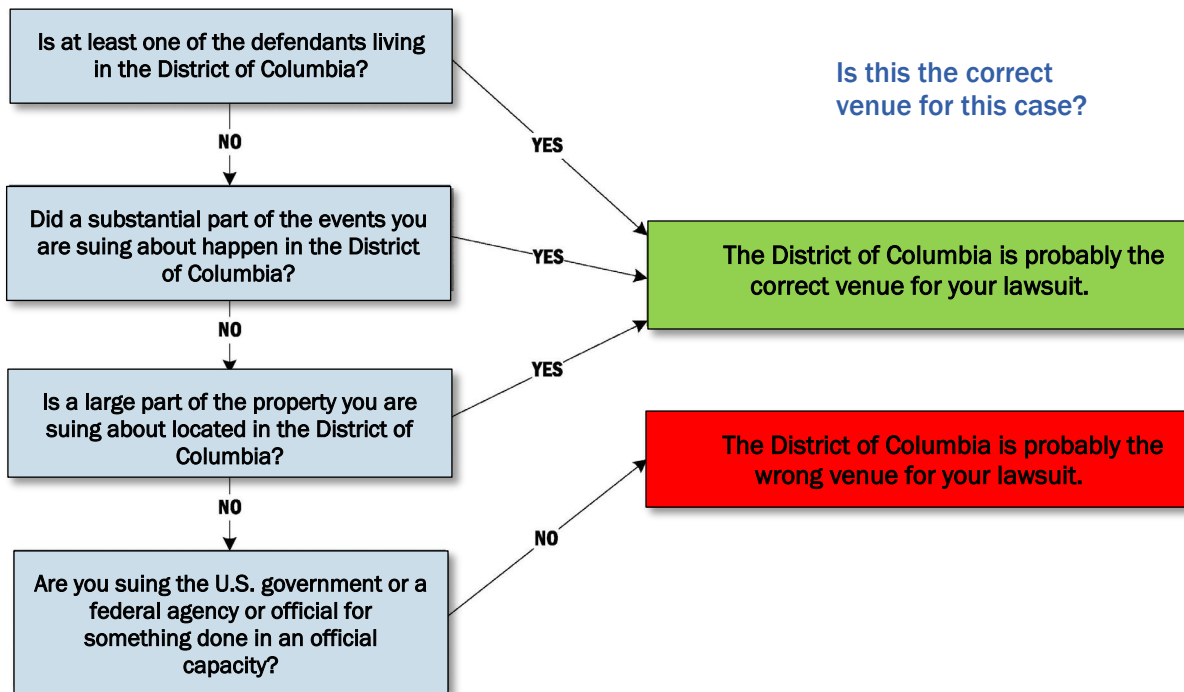 Is at least one of the defendants living
in the District of Columbia?
Is this the correct
venue for this case?
NO
YES
Did a substantial part of the events you
are suing about happen in the District
of Columbia?
YES
The District of Columbia is probably the
correct venue for your lawsuit.
NO
YES
Is a large part of the property you are
suing about located in the District of
Columbia?
The District of Columbia is probably the
wrong venue for your lawsuit.
NO
NO
Are you suing the U.S. government or a
federal agency or official for
something done in an official
capacity?